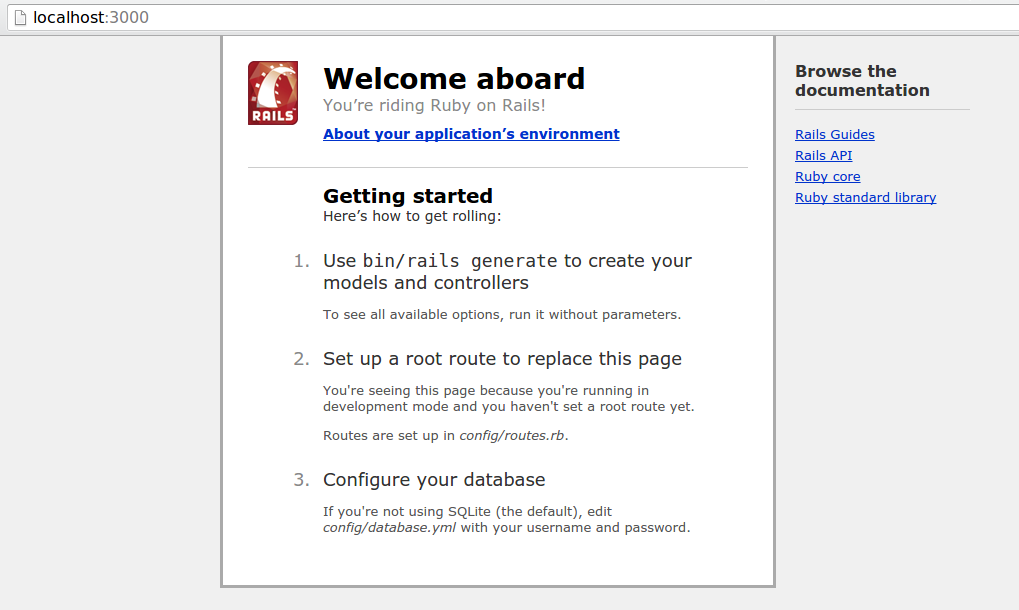 localhost:3000
RAILS
Welcome aboard
You’re riding Ruby on Rails!
About your application’s environment
Getting started
Here’s how to get rolling:
1. Use bin/rails generate to create your
models and controllers
To see all available options, run it without parameters.
2. Set up a root route to replace this page
You're seeing this page because you're running in
development mode and you haven't set a root route yet.
Routes are set up in config/routes.rb.
3. Configure your database
If you're not using SQLite (the default), edit
config/database.yml with your username and password.
Browse the
documentation
Rails Guides
Rails API
Ruby core
Ruby standard library